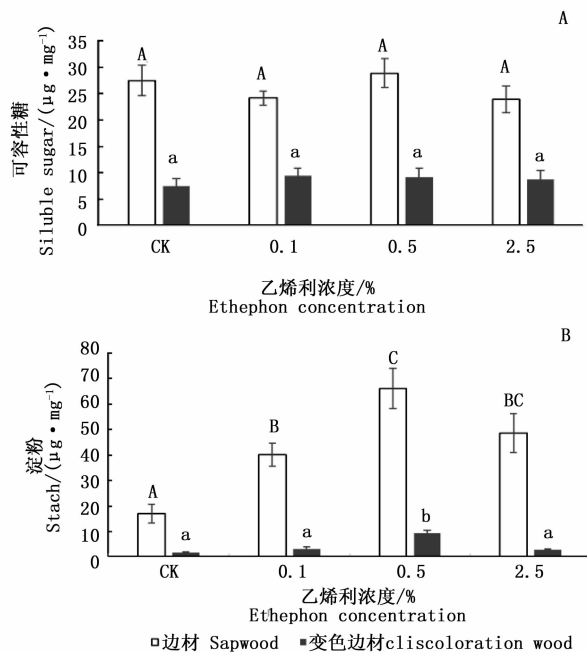 A
可容性糖
Siluble sugar/(μg·mg⁻¹)
35
30
25
20
15
10
5
0
A
A
A
A
a
a
a
a
CK
0.1
0.5
2.5
乙烯利浓度/%
Ethephon concentration
B
淀粉
Stach/(μg·mg⁻¹)
80
70
60
50
40
30
20
10
0
A
B
C
BC
a
a
b
a
CK
0.1
0.5
2.5
乙烯利浓度/%
Ethephon concentration
边材 Sapwood 变色边材cliscoloration wood